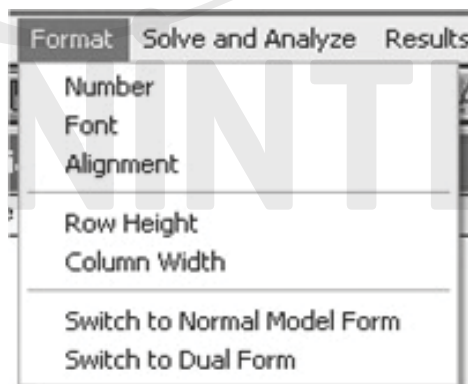 Format Solve and Analyze Results
Number
Font
Alignment
Row Height
Column Width
Switch to Normal Model Form
Switch to Dual Form